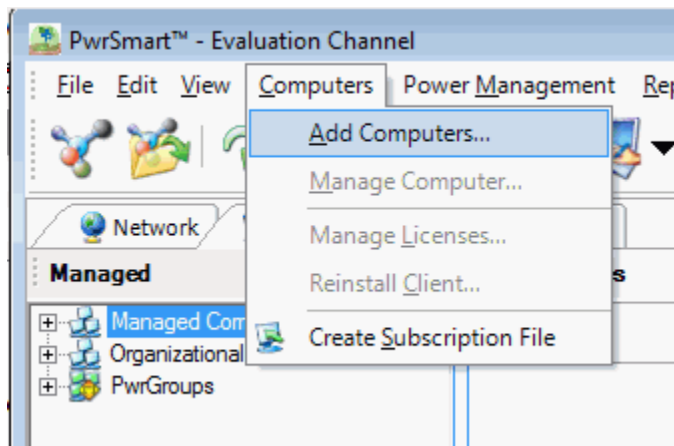 PwrSmart™ - Evaluation Channel
File Edit View Computers Power Management Rep
Add Computers...
Manage Computer...
Network
Manage Licenses...
Managed
s
Reinstall Client...
Managed Com
Create Subscription File
Organizational
PwrGroups